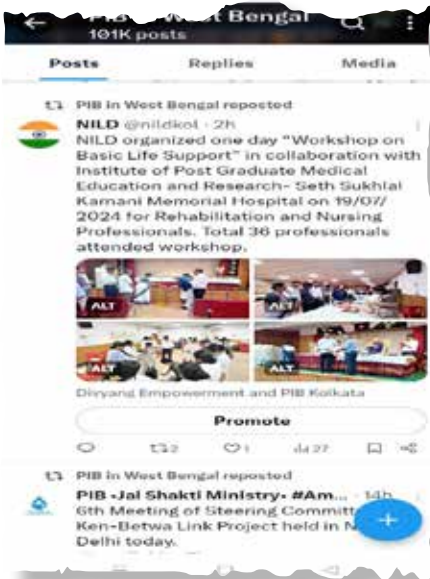 PIB in West Bengal
101K posts
Posts Replies Media
PIB in West Bengal reposted
NILD @nildkol · 2h
NILD organized one day "Workshop on
Basic Life Support" in collaboration with
Institute of Post Graduate Medical
Education and Research- Seth Sukhlal
Karnani Memorial Hospital on 19/07/
2024 for Rehabilitation and Nursing
Professionals. Total 36 professionals
attended workshop.
ALT ALT
ALT ALT
Divyang Empowerment and PIB Kolkata
Promote
2 1 27
PIB in West Bengal reposted
PIB -Jal Shakti Ministry- #Am... · 14h
6th Meeting of Steering Committ
Ken-Betwa Link Project held in N
Delhi today.